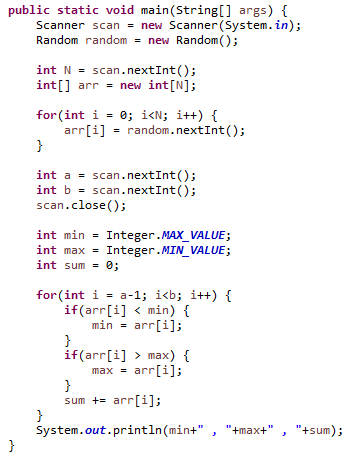 public static void main(String[] args) {
    Scanner scan = new Scanner(System.in);
    Random random = new Random();
    int N = scan.nextInt();
    int[] arr = new int[N];
    for(int i = 0; i<N; i++) {
        arr[i] = random.nextInt();
    }
    int a = scan.nextInt();
    int b = scan.nextInt();
    scan.close();
    int min = Integer.MAX_VALUE;
    int max = Integer.MIN_VALUE;
    int sum = 0;
    for(int i = a-1; i<b; i++) {
        if(arr[i] < min) {
            min = arr[i];
        }
        if(arr[i] > max) {
            max = arr[i];
        }
        sum += arr[i];
    }
    System.out.println(min+" , "+max+" , "+sum);
}